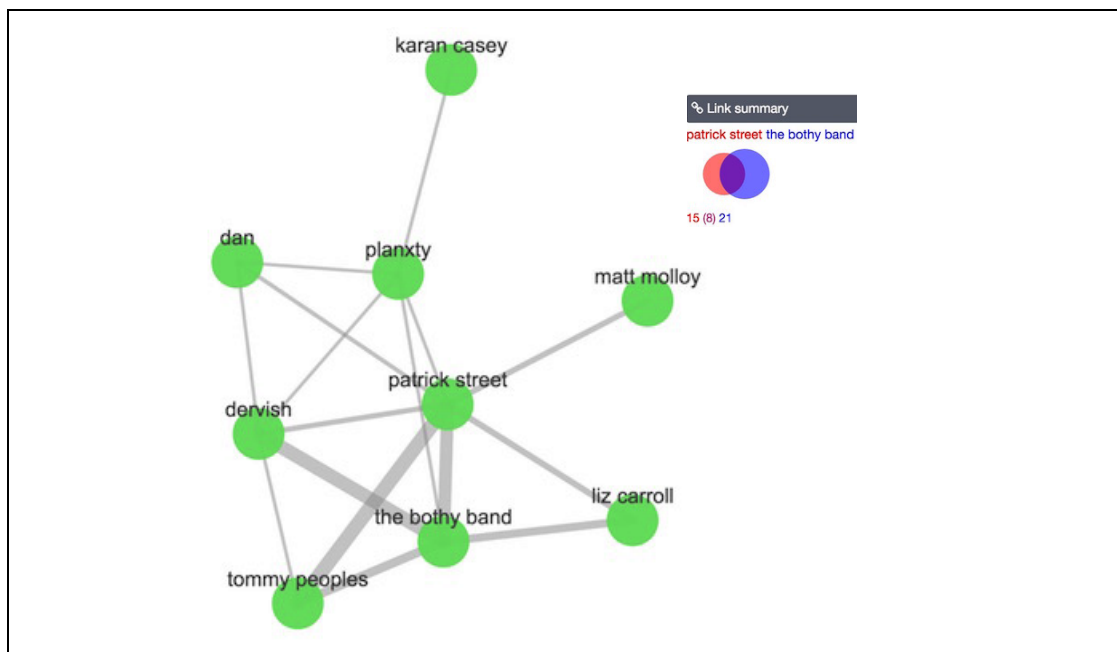 karan casey
Link summary
patrick street the bothy band
15 (8) 21
dan
planxty
matt molloy
patrick street
dervish
liz carroll
the bothy band
tommy peoples